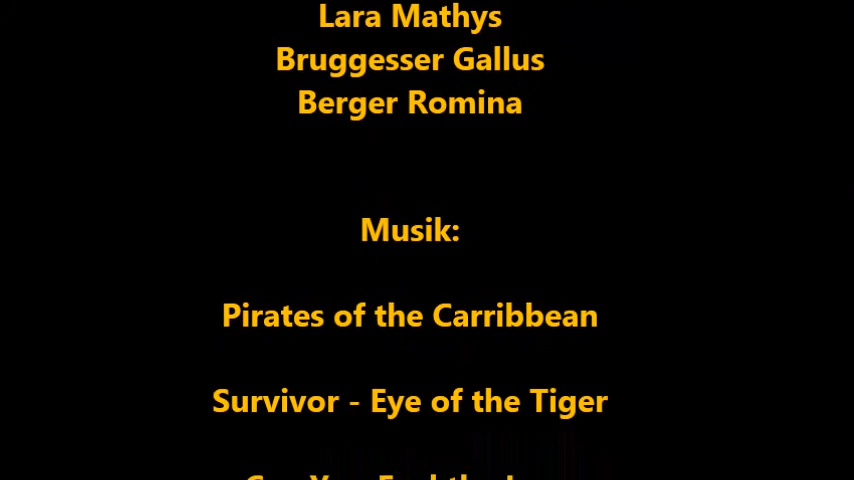 Lara Mathys
Bruggesser Gallus
Berger Romina
Musik:
Pirates of the Carribbean
Survivor - Eye of the Tiger